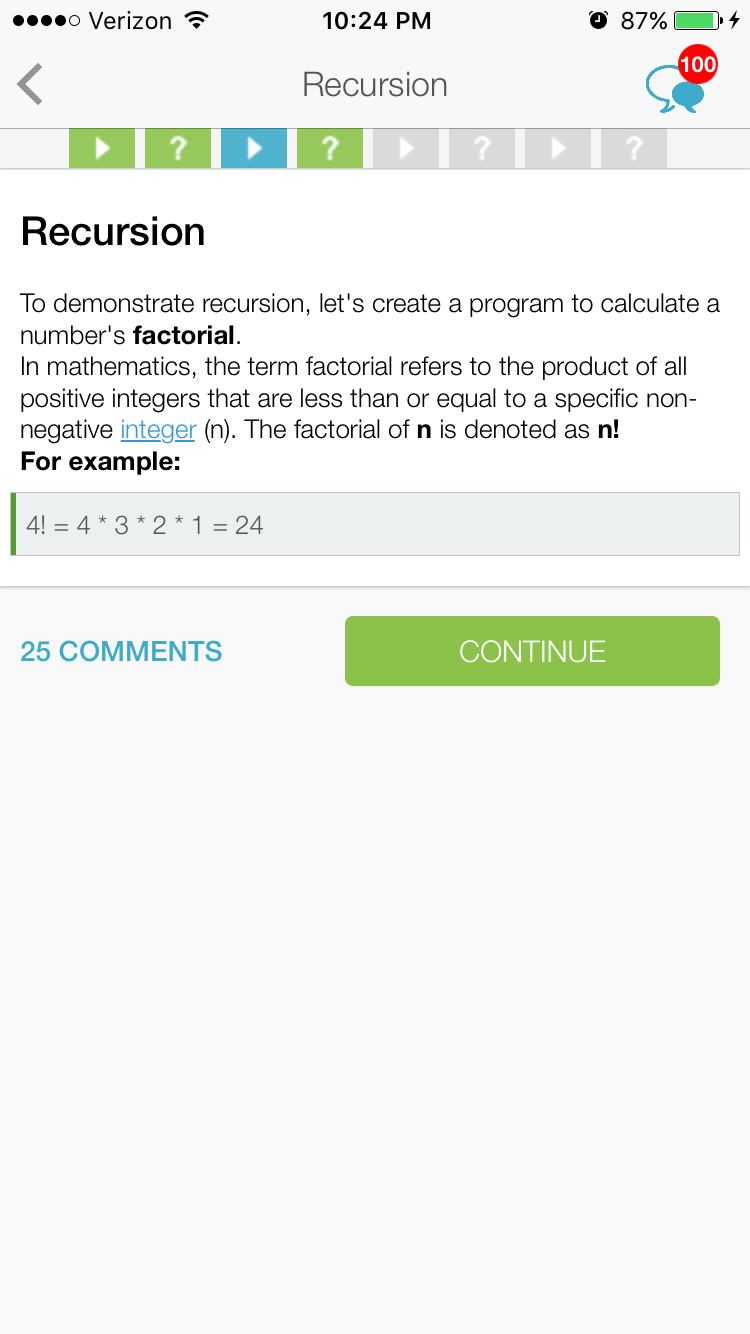 Verizon 10:24 PM 87%
Recursion 100
? ? ? ?
Recursion
To demonstrate recursion, let's create a program to calculate a
number's factorial.
In mathematics, the term factorial refers to the product of all
positive integers that are less than or equal to a specific non-
negative integer (n). The factorial of n is denoted as n!
For example:
4! = 4 * 3 * 2 * 1 = 24
25 COMMENTS CONTINUE